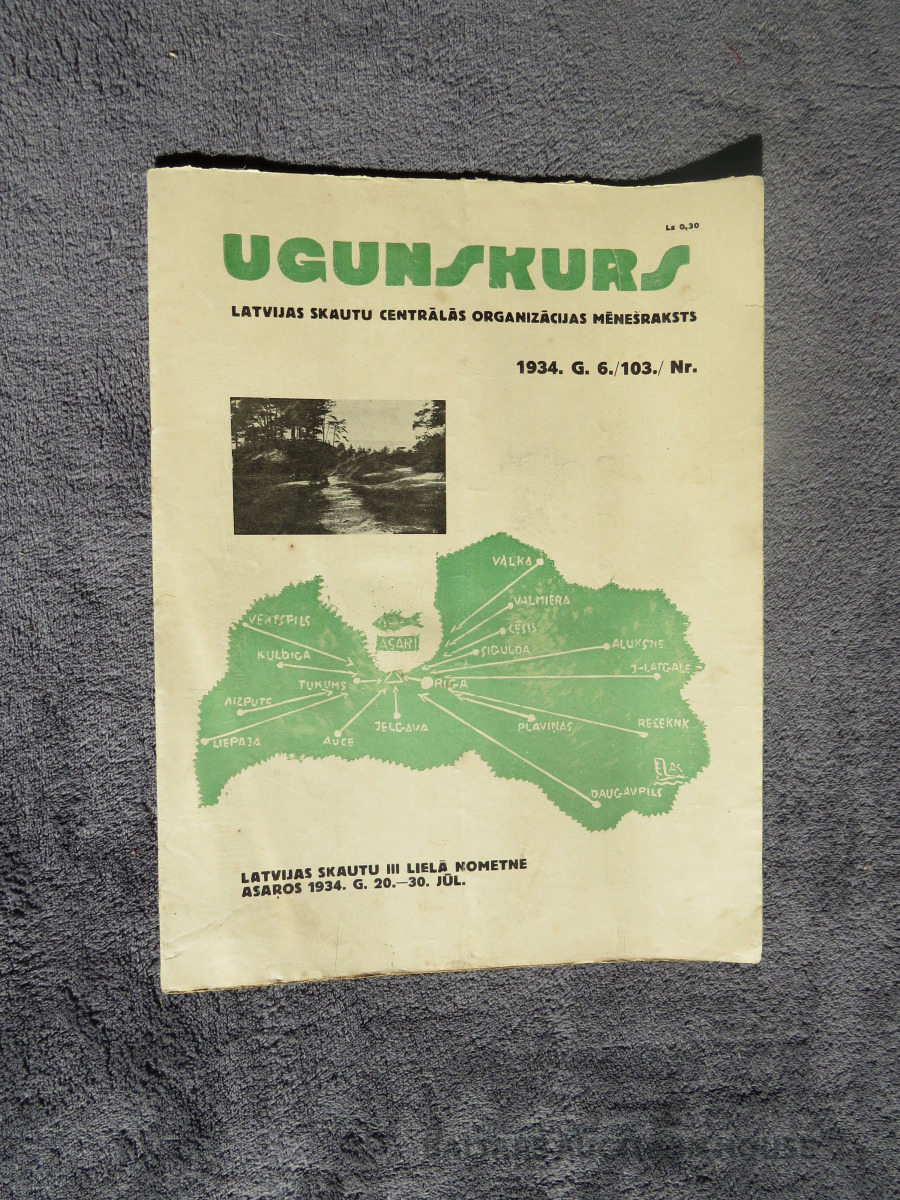 Ls 0,30
UGUNSKURS
LATVIJAS SKAUTU CENTRĀLĀS ORGANIZĀCIJAS MĒNEŠRAKSTS
1934. G. 6./103./ Nr.
VALKA
VALMIERA
VENTSPILS
CĒSIS
ASARI
ALUKSNE
SIGULDA
KULDIGA
J-LATGALE
TUKUMS
RIGA
AIZPUTE
JELGAVA
PLAVIŅAS
RESEKNE
LIEPAJA
AUCE
DAUGAVPILS
LATVIJAS SKAUTU III LIELĀ NOMETNE
ASAROS 1934. G. 20.—30. JŪL.